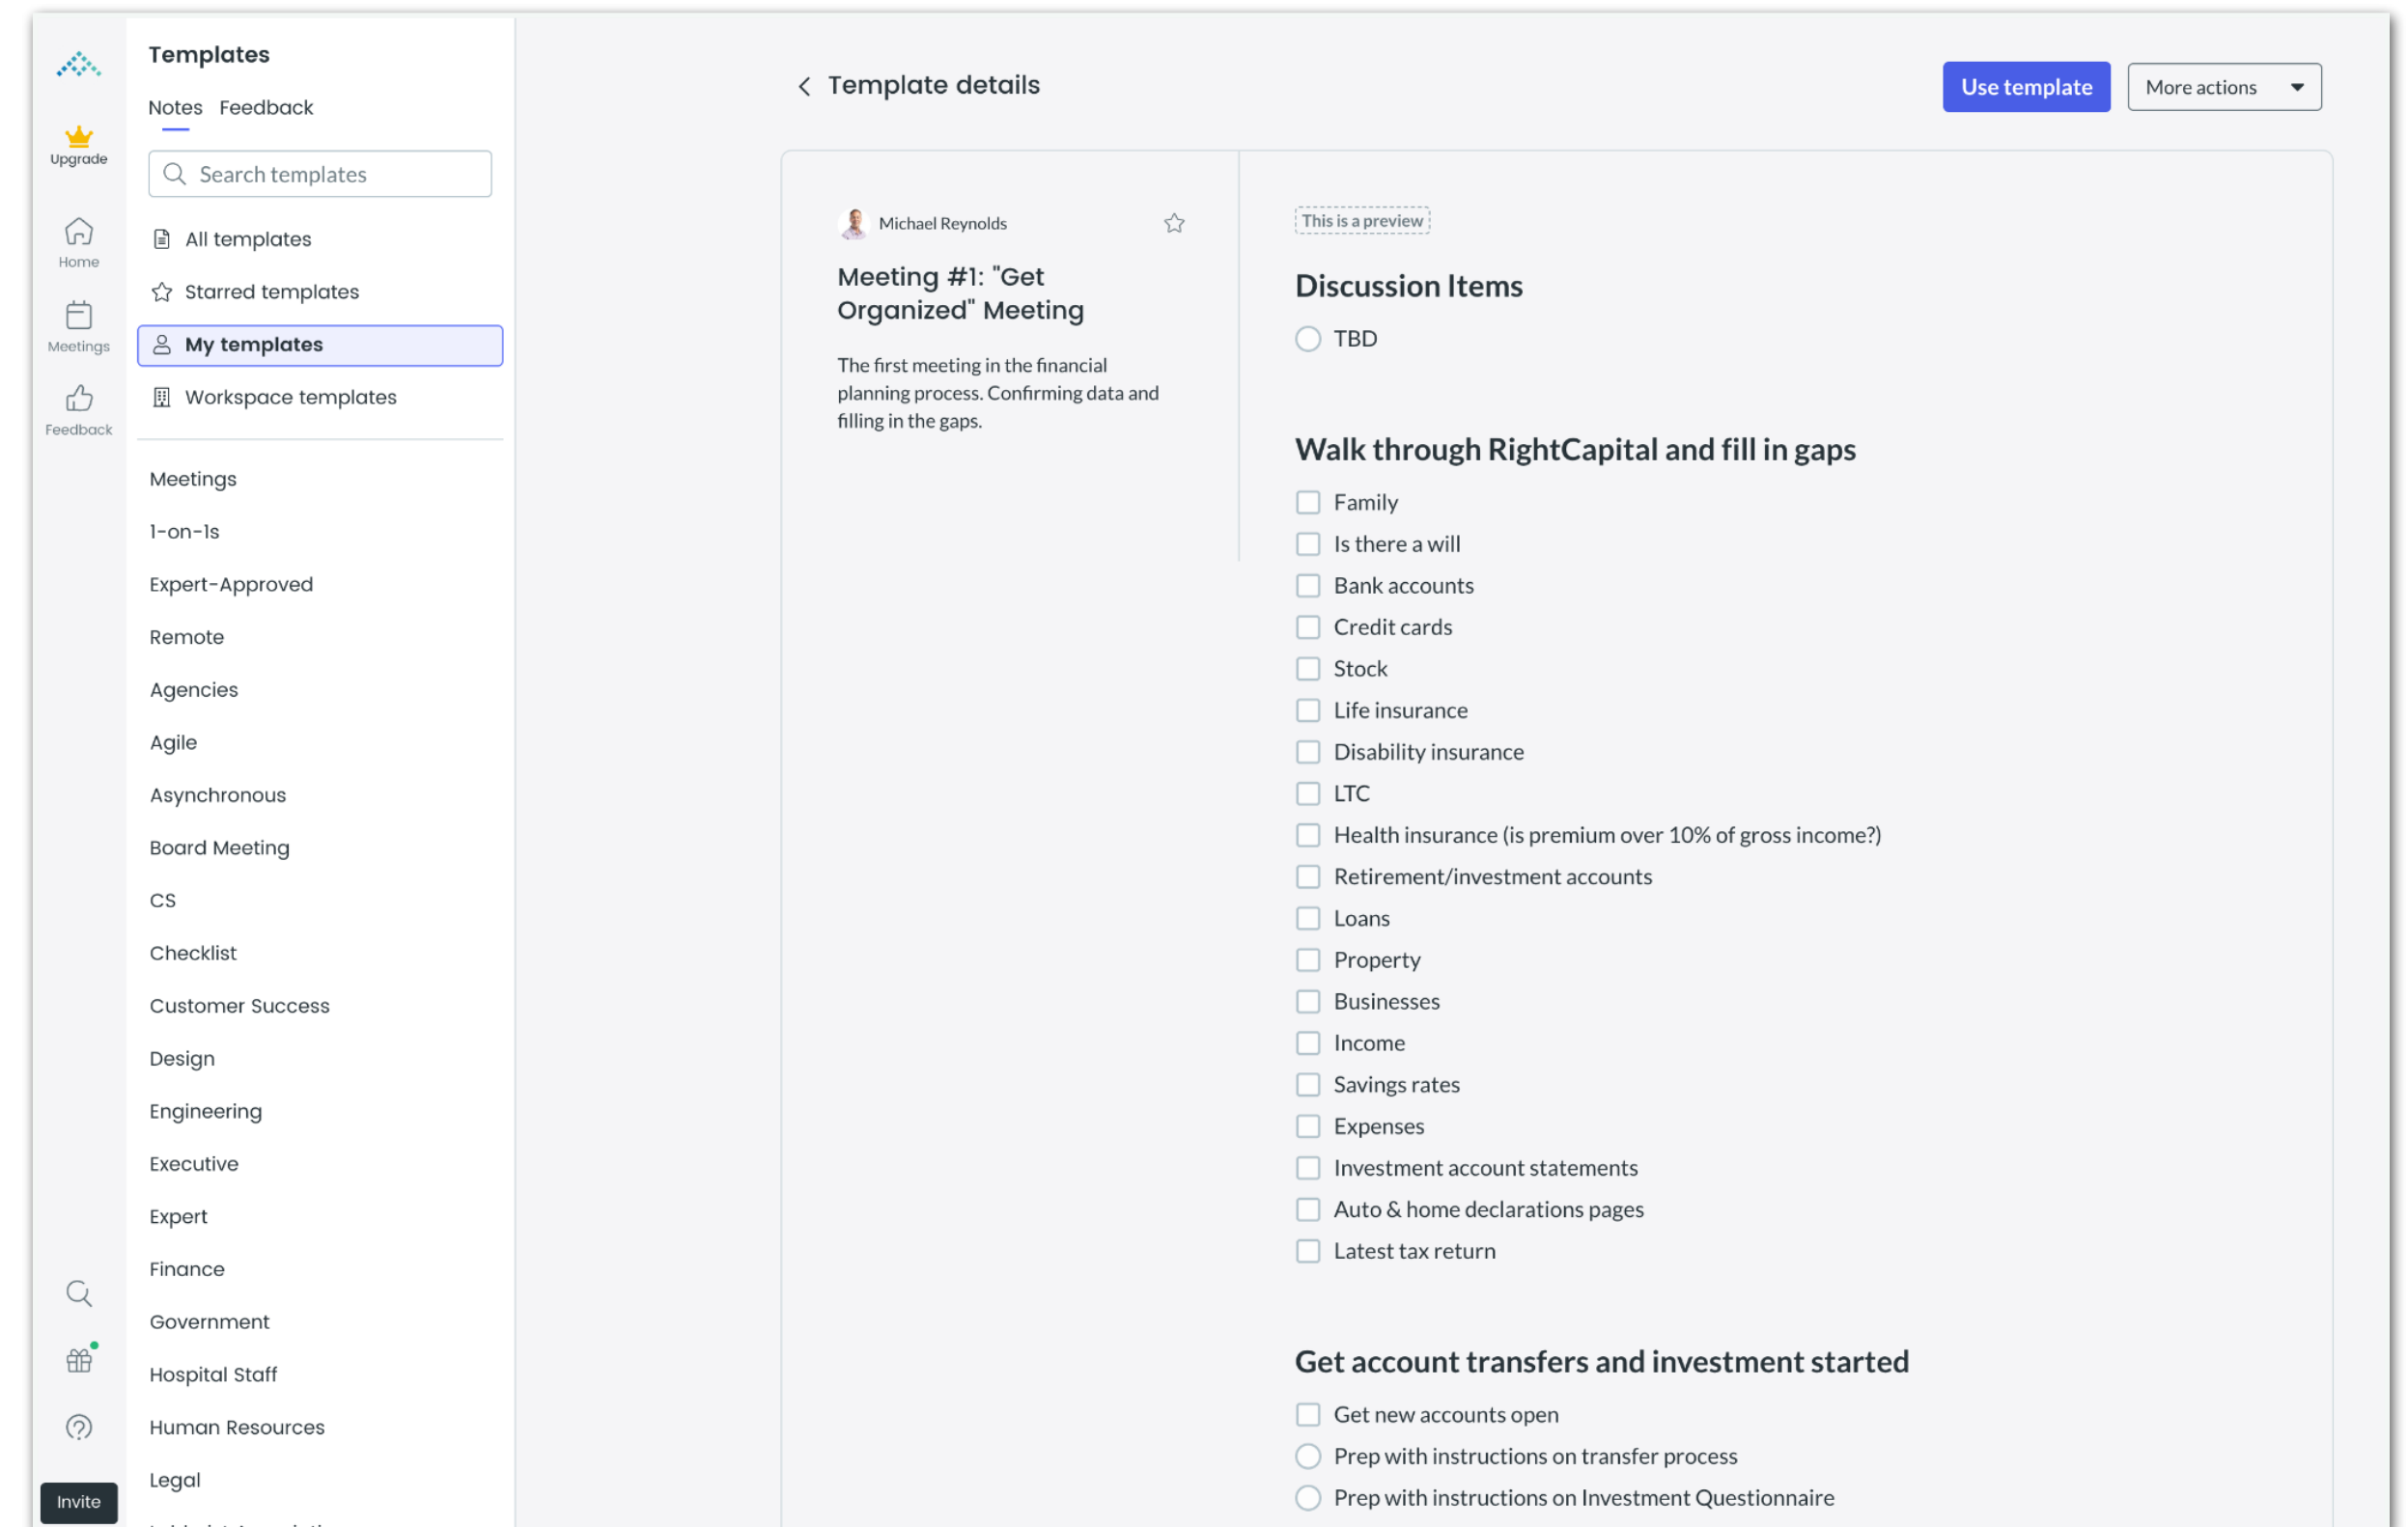 Upgrade
Home
Meetings
Feedback
Invite
Templates
Notes Feedback
Search templates
All templates
Starred templates
My templates
Workspace templates
Meetings
1-on-1s
Expert-Approved
Remote
Agencies
Agile
Asynchronous
Board Meeting
CS
Checklist
Customer Success
Design
Engineering
Executive
Expert
Finance
Government
Hospital Staff
Human Resources
Legal
Template details
Use template
More actions
Michael Reynolds
Meeting #1: "Get
Organized" Meeting
The first meeting in the financial
planning process. Confirming data and
filling in the gaps.
This is a preview
Discussion Items
TBD
Walk through RightCapital and fill in gaps
Family
Is there a will
Bank accounts
Credit cards
Stock
Life insurance
Disability insurance
LTC
Health insurance (is premium over 10% of gross income?)
Retirement/investment accounts
Loans
Property
Businesses
Income
Savings rates
Expenses
Investment account statements
Auto & home declarations pages
Latest tax return
Get account transfers and investment started
Get new accounts open
Prep with instructions on transfer process
Prep with instructions on Investment Questionnaire